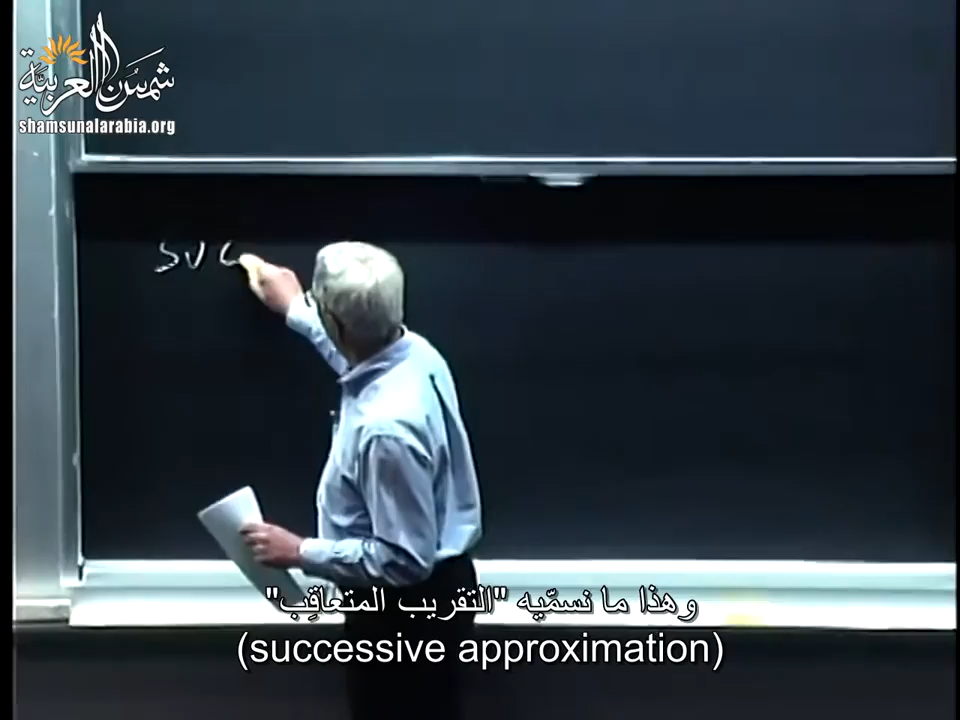 شمس العربية
shamsunalarabia.org
SUC
وهذا ما نسمّيه "التقريب المتعاقِب"
(successive approximation)